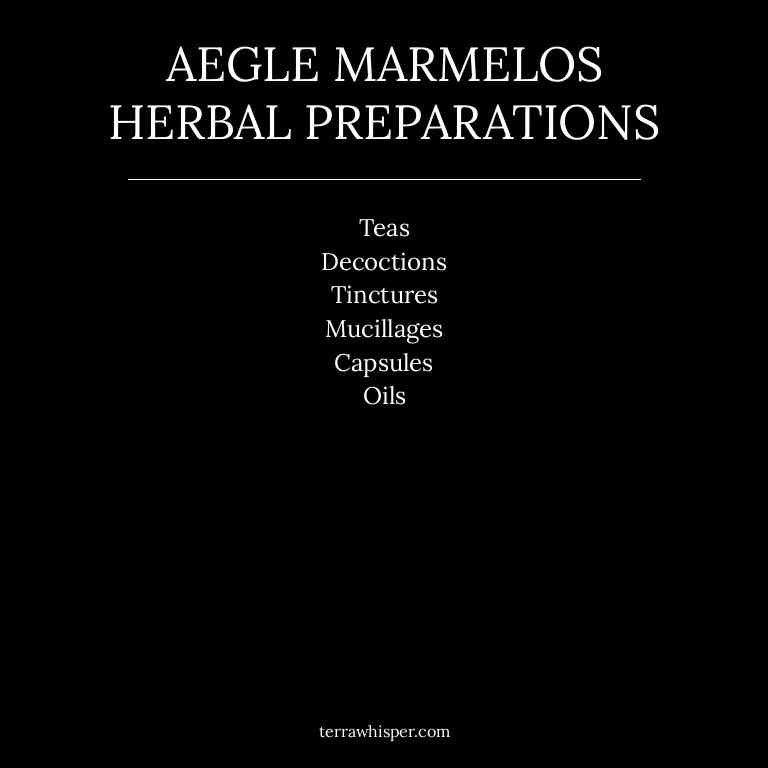 AEGLE MARMELOS
HERBAL PREPARATIONS
Teas
Decoctions
Tinctures
Mucillages
Capsules
Oils
terrawhisper.com